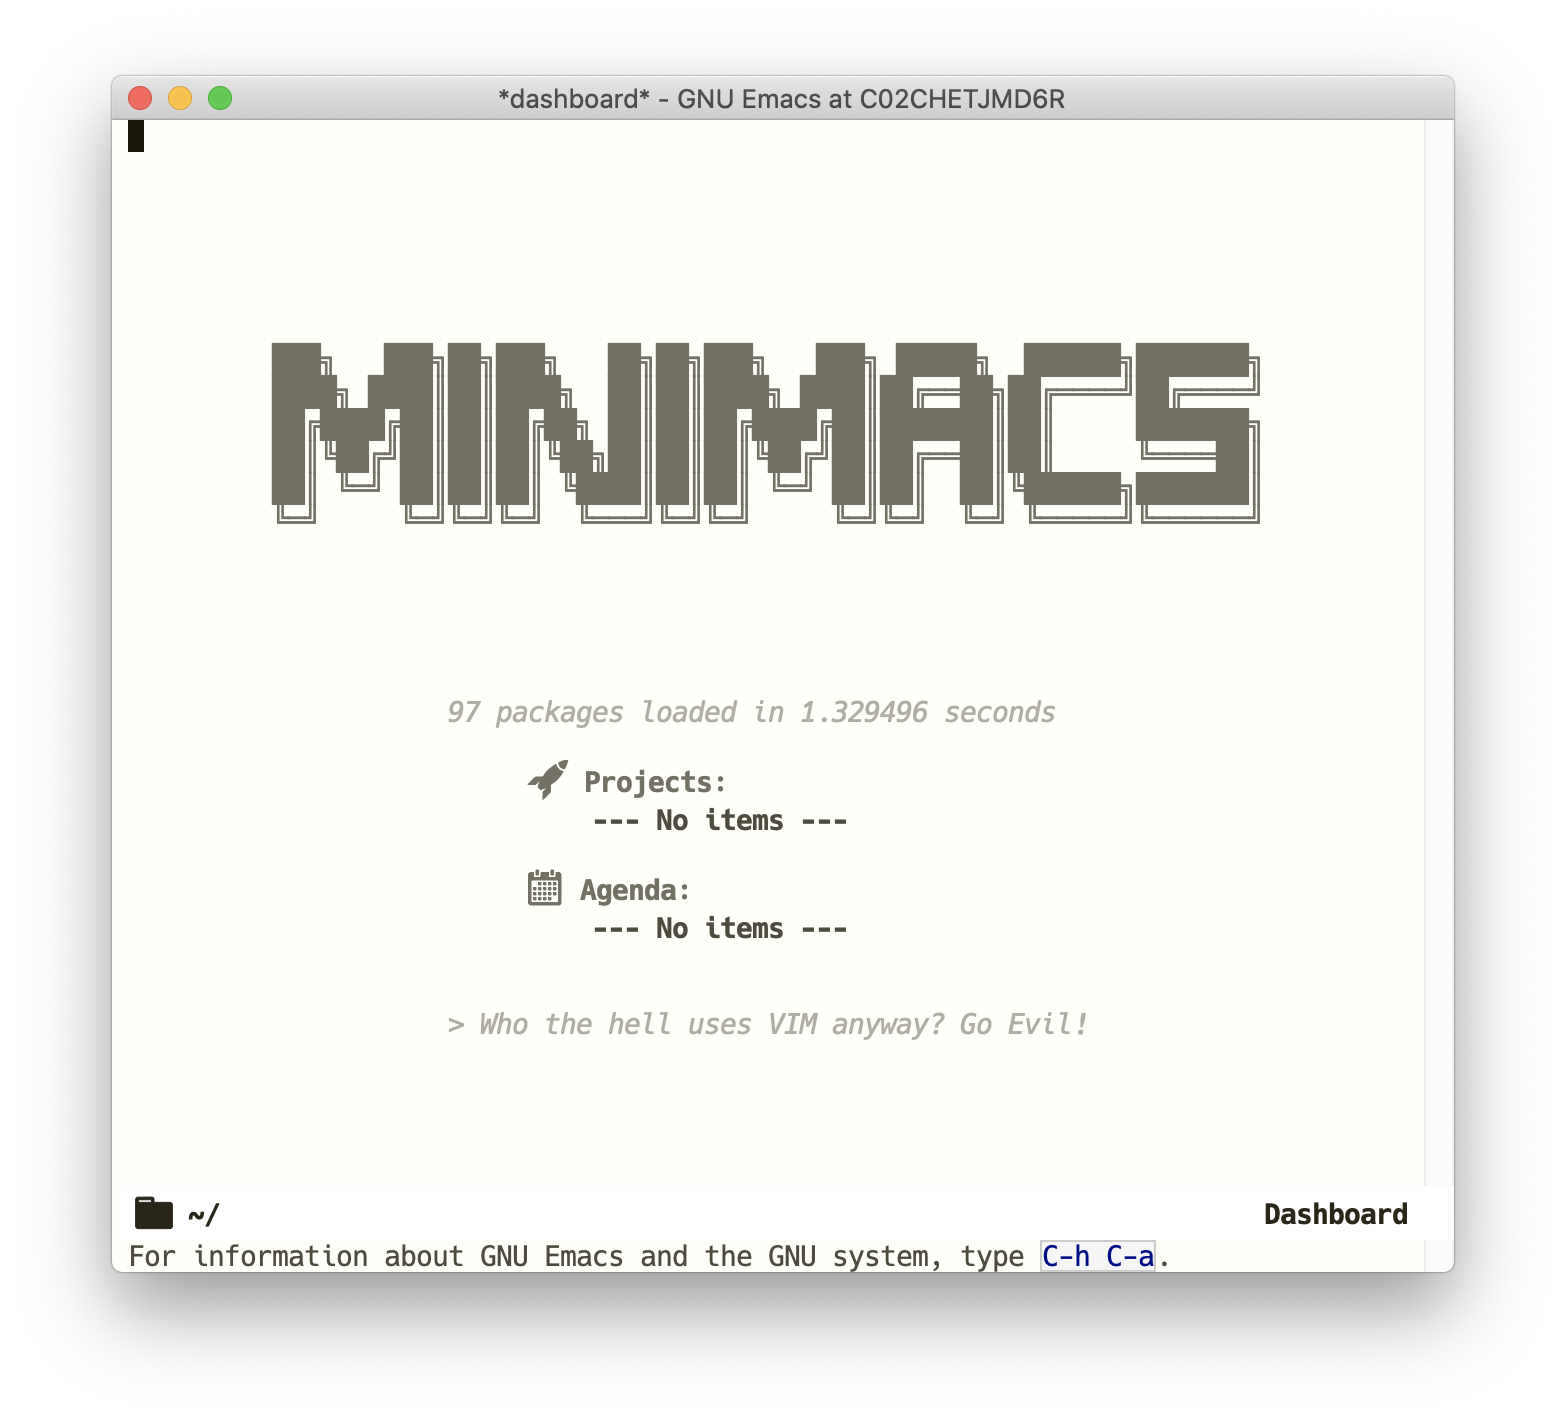 *dashboard* - GNU Emacs at C02CHETJMD6R
MINIMACS
97 packages loaded in 1.329496 seconds
Projects:
--- No items ---
Agenda:
--- No items ---
> Who the hell uses VIM anyway? Go Evil!
~/ Dashboard
For information about GNU Emacs and the GNU system, type C-h C-a.